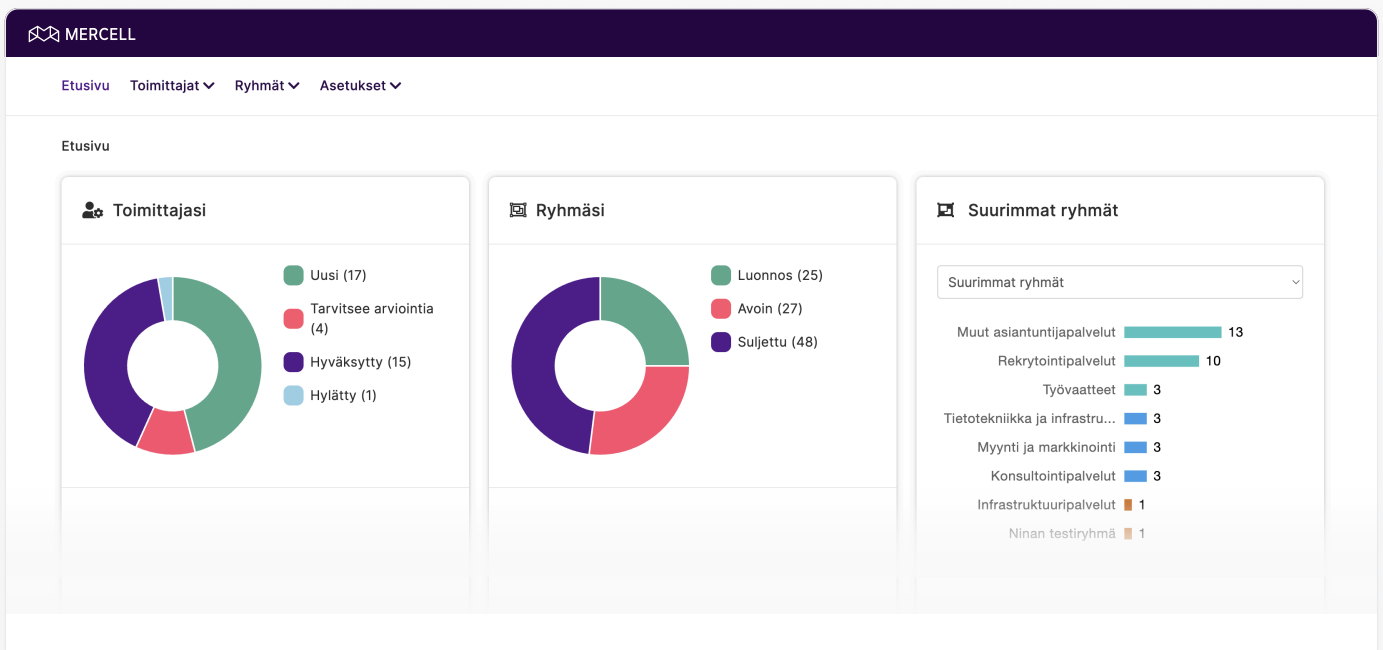 MERCELL
Etusivu Toimittajat Ryhmät Asetukset
Etusivu
Toimittajasi
Uusi (17)
Tarvitsee arviointia
(4)
Hyväksytty (15)
Hylätty (1)
Ryhmäsi
Luonnos (25)
Avoin (27)
Suljettu (48)
Suurimmat ryhmät
Suurimmat ryhmät
Muut asiantuntijapalvelut 13
Rekrytointipalvelut 10
Työvaatteet 3
Tietotekniikka ja infrastru... 3
Myynti ja markkinointi 3
Konsultointipalvelut 3
Infrastruktuuripalvelut 1
Ninan testiryhmä 1